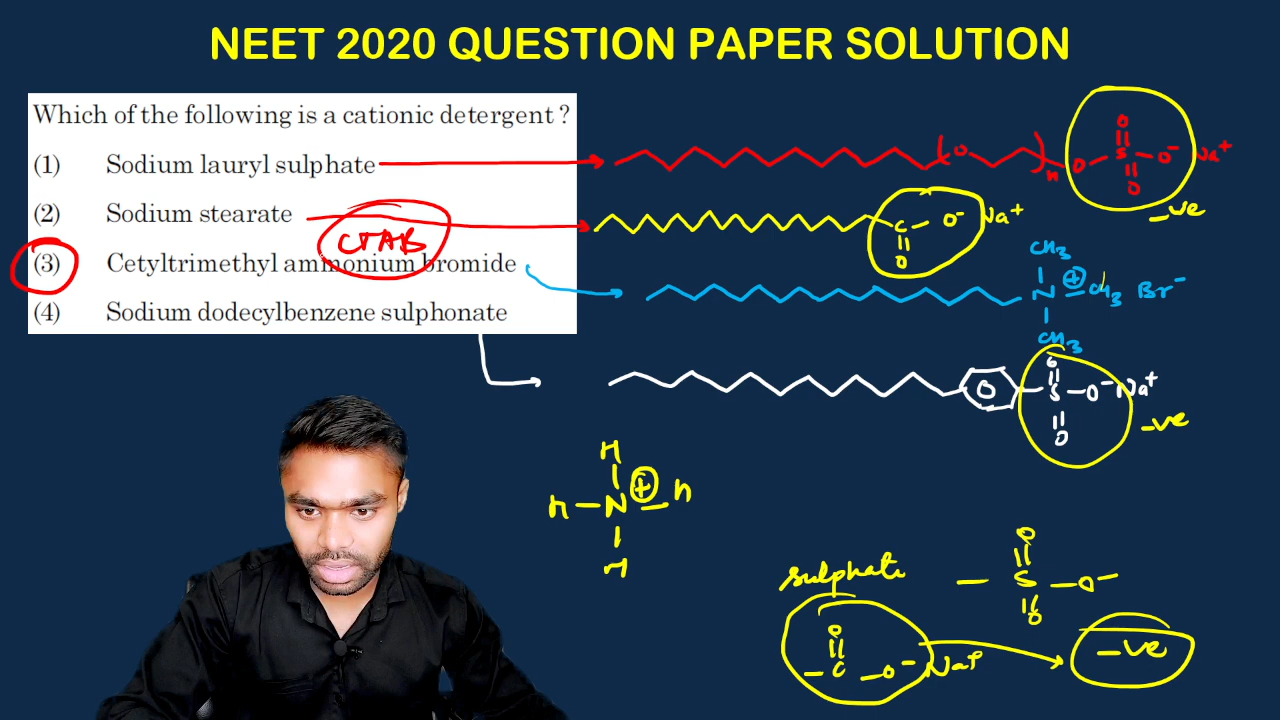 NEET 2020 QUESTION PAPER SOLUTION
Which of the following is a cationic detergent ?
(1) Sodium lauryl sulphate
(2) Sodium stearate
(3) Cetyltrimethyl ammonium bromide
(4) Sodium dodecylbenzene sulphonate
CTAB
O
O
n
O
S
O
O⁻
Na⁺
-ve
C
O⁻
Na⁺
O
CH₃
N
+
CH₃
Br⁻
CH₃
O
S
O⁻
Na⁺
O
-ve
H
H
N
+
H
H
sulphate
O
S
O⁻
O
O
C
O⁻
Na⁺
-ve